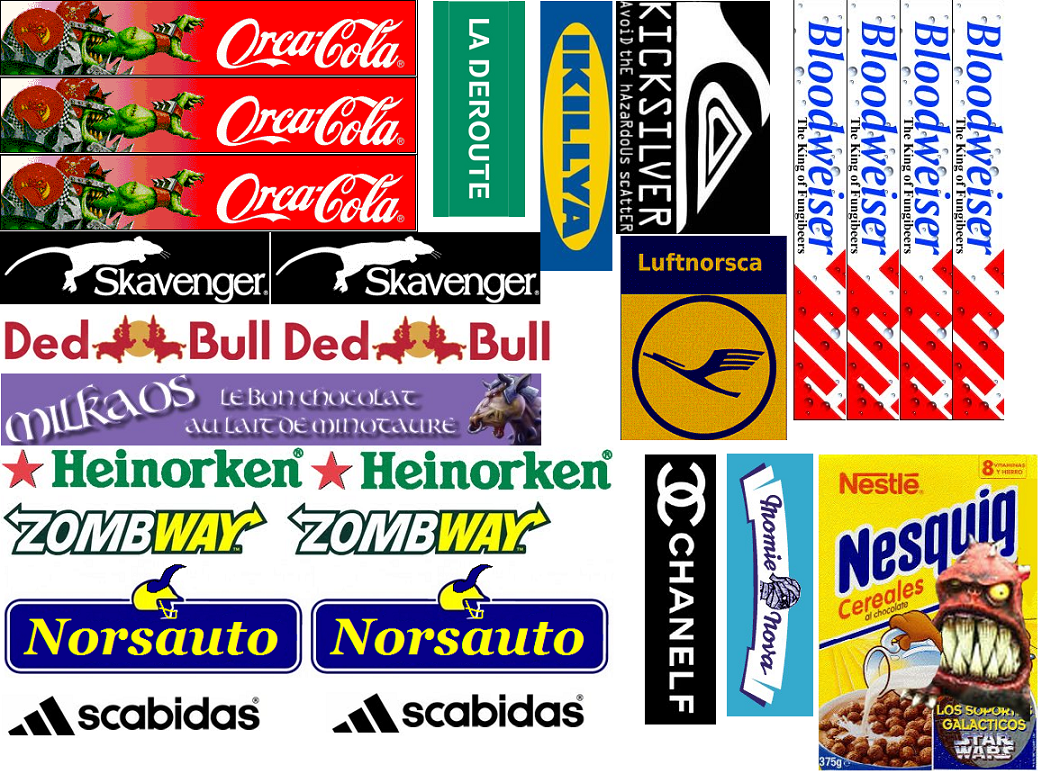 Orca-Cola®
Orca-Cola®
Orca-Cola®
Skavenger® Skavenger®
Ded Bull Ded Bull
MILKAOS
LE BON CHOCOLAT
AU LAIT DE MINOTAURE
Heinorken® Heinorken®
ZOMBWAY™ ZOMBWAY™
Norsauto Norsauto
scabidas® scabidas®
LA DEROUTE
IKILLYA
KICKSILVER
AvoiD thE hAzaRdoUs scAttER
Luftnorsca
Bloodweiser
The King of Fungibeers
Bloodweiser
The King of Fungibeers
Bloodweiser
The King of Fungibeers
Bloodweiser
The King of Fungibeers
CHANELF
Momie Nova
8 VITAMINAS
Y HIERRO
Nestlé®
Nesquig
Cereales
al chocolate
LOS SOPORT
GALACTICOS
STAR
WARS
375g e